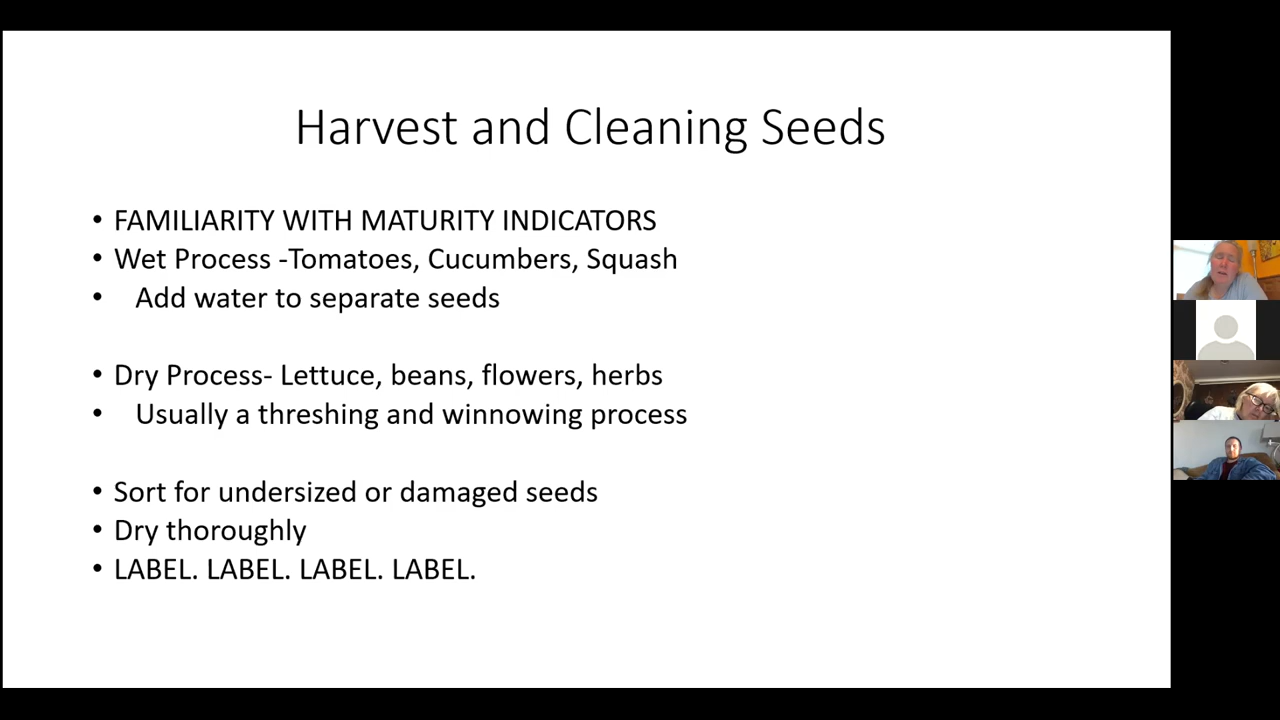 Harvest and Cleaning Seeds
• FAMILIARITY WITH MATURITY INDICATORS
• Wet Process -Tomatoes, Cucumbers, Squash
• Add water to separate seeds
• Dry Process- Lettuce, beans, flowers, herbs
• Usually a threshing and winnowing process
• Sort for undersized or damaged seeds
• Dry thoroughly
• LABEL. LABEL. LABEL. LABEL.